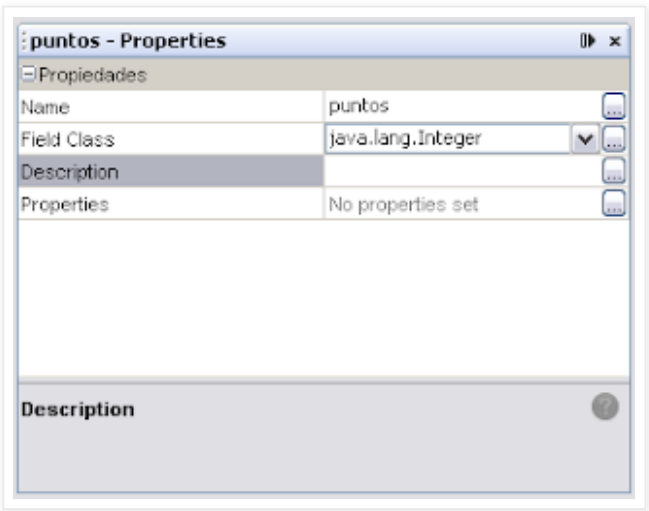 puntos - Properties
Propiedades
Name puntos ...
Field Class java.lang.Integer ...
Description ...
Properties No properties set ...
Description
?